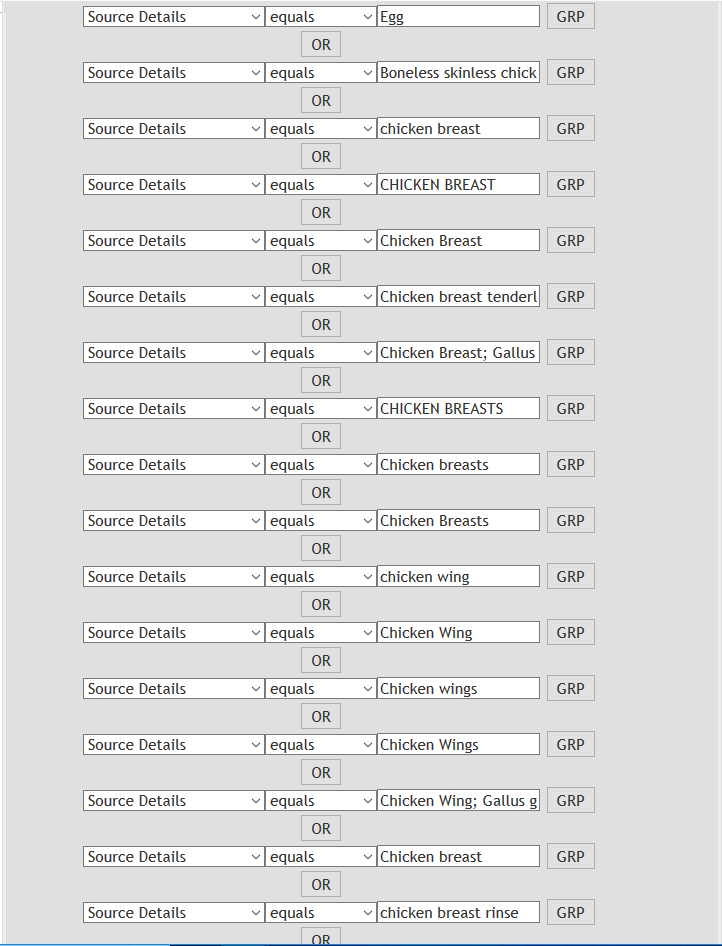 Source Details equals Egg GRP
OR
Source Details equals Boneless skinless chick GRP
OR
Source Details equals chicken breast GRP
OR
Source Details equals CHICKEN BREAST GRP
OR
Source Details equals Chicken Breast GRP
OR
Source Details equals Chicken breast tenderl GRP
OR
Source Details equals Chicken Breast; Gallus GRP
OR
Source Details equals CHICKEN BREASTS GRP
OR
Source Details equals Chicken breasts GRP
OR
Source Details equals Chicken Breasts GRP
OR
Source Details equals chicken wing GRP
OR
Source Details equals Chicken Wing GRP
OR
Source Details equals Chicken wings GRP
OR
Source Details equals Chicken Wings GRP
OR
Source Details equals Chicken Wing; Gallus g GRP
OR
Source Details equals Chicken breast GRP
OR
Source Details equals chicken breast rinse GRP
OR